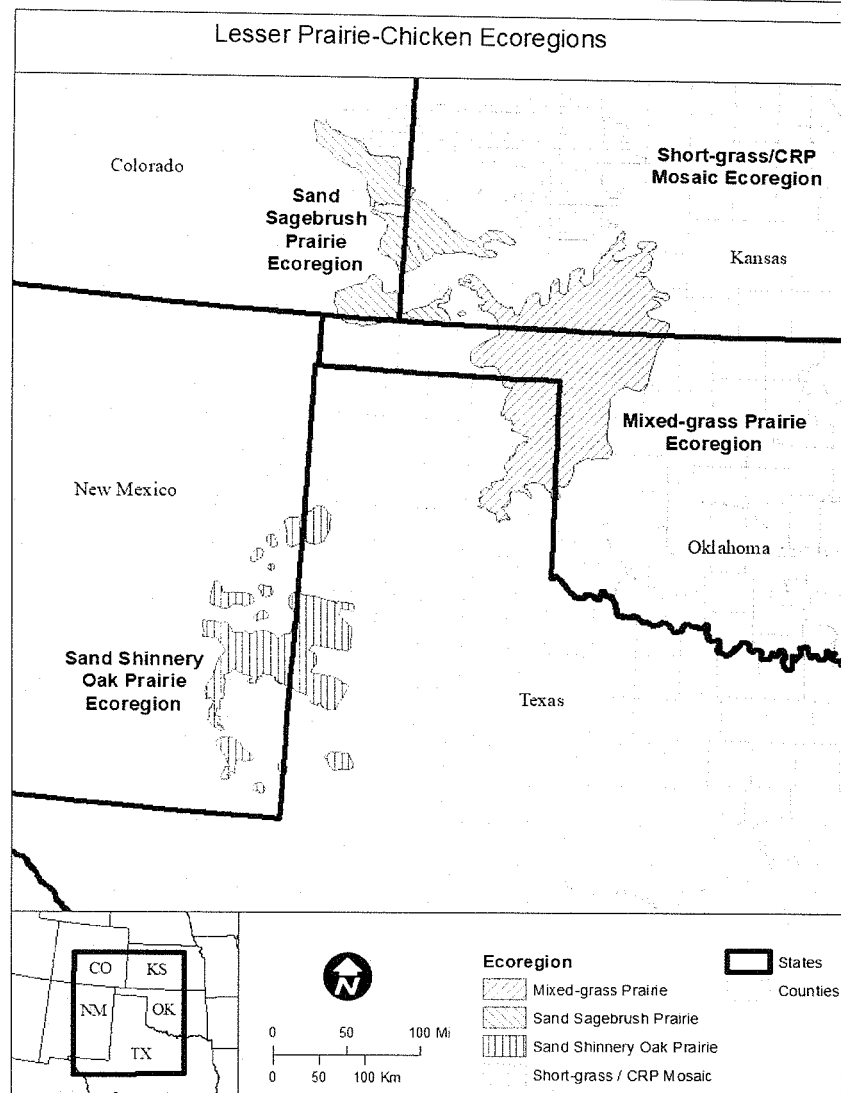 Lesser Prairie-Chicken Ecoregions
Colorado
Sand
Sagebrush
Prairie
Ecoregion
Short-grass/CRP
Mosaic Ecoregion
Kansas
Mixed-grass Prairie
Ecoregion
New Mexico
Oklahoma
Sand Shinnery
Oak Prairie
Ecoregion
Texas
CO
KS
NM
OK
TX
N
0 50 100 Mi
0 50 100 Km
Ecoregion
Mixed-grass Prairie
Sand Sagebrush Prairie
Sand Shinnery Oak Prairie
Short-grass / CRP Mosaic
States
Counties